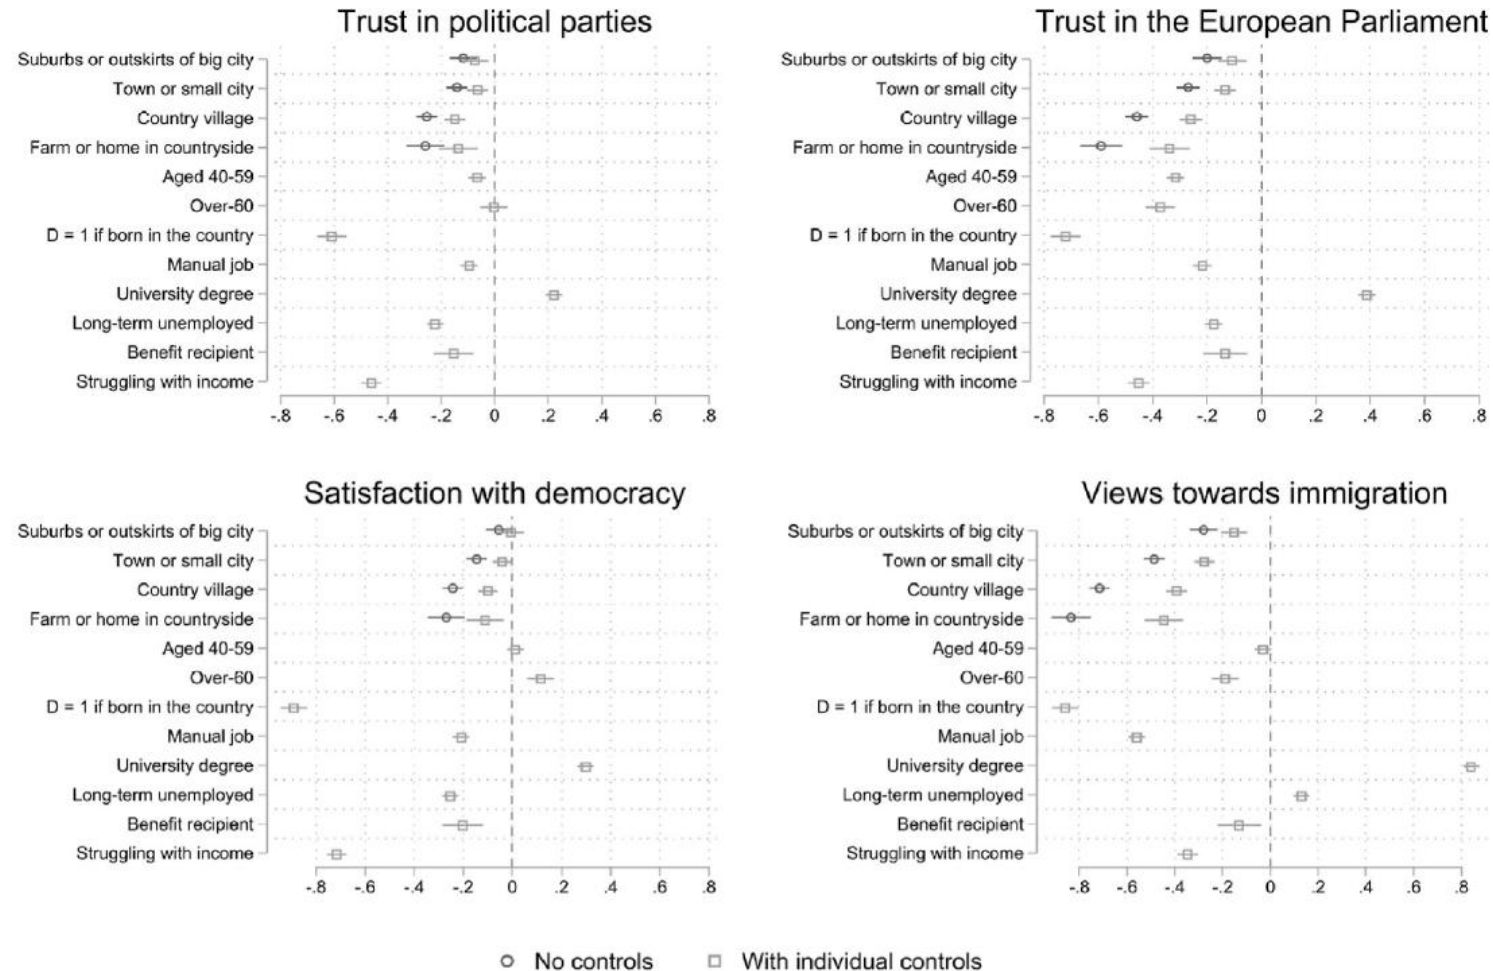 Trust in political parties
Suburbs or outskirts of big city
Town or small city
Country village
Farm or home in countryside
Aged 40-59
Over-60
D = 1 if born in the country
Manual job
University degree
Long-term unemployed
Benefit recipient
Struggling with income
-.8 -.6 -.4 -.2 0 .2 .4 .6 .8
Trust in the European Parliament
Suburbs or outskirts of big city
Town or small city
Country village
Farm or home in countryside
Aged 40-59
Over-60
D = 1 if born in the country
Manual job
University degree
Long-term unemployed
Benefit recipient
Struggling with income
-.8 -.6 -.4 -.2 0 .2 .4 .6 .8
Satisfaction with democracy
Suburbs or outskirts of big city
Town or small city
Country village
Farm or home in countryside
Aged 40-59
Over-60
D = 1 if born in the country
Manual job
University degree
Long-term unemployed
Benefit recipient
Struggling with income
-.8 -.6 -.4 -.2 0 .2 .4 .6 .8
Views towards immigration
Suburbs or outskirts of big city
Town or small city
Country village
Farm or home in countryside
Aged 40-59
Over-60
D = 1 if born in the country
Manual job
University degree
Long-term unemployed
Benefit recipient
Struggling with income
-.8 -.6 -.4 -.2 0 .2 .4 .6 .8
No controls With individual controls